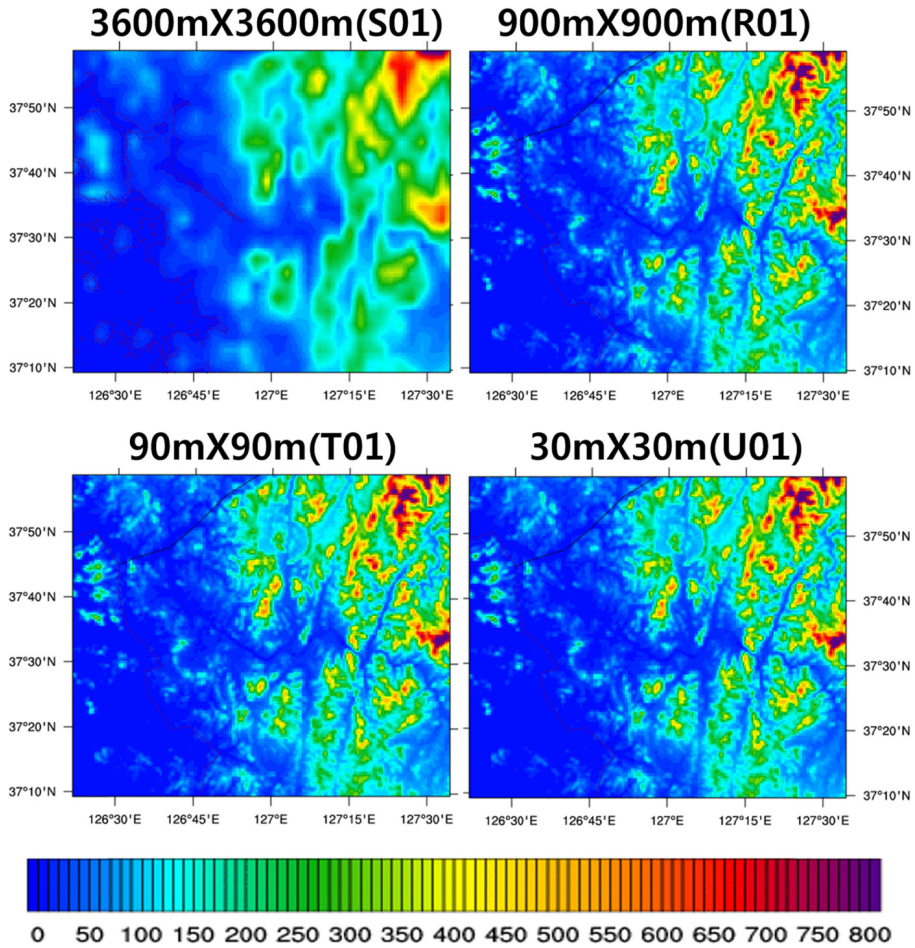 3600mX3600m(S01) 900mX900m(R01)
37°50'N 37°50'N
37°40'N 37°40'N
37°30'N 37°30'N
37°20'N 37°20'N
37°10'N 37°10'N
126°30'E 126°45'E 127°E 127°15'E 127°30'E 126°30'E 126°45'E 127°E 127°15'E 127°30'E
90mX90m(T01) 30mX30m(U01)
37°50'N 37°50'N
37°40'N 37°40'N
37°30'N 37°30'N
37°20'N 37°20'N
37°10'N 37°10'N
126°30'E 126°45'E 127°E 127°15'E 127°30'E 126°30'E 126°45'E 127°E 127°15'E 127°30'E
0 50 100 150 200 250 300 350 400 450 500 550 600 650 700 750 800